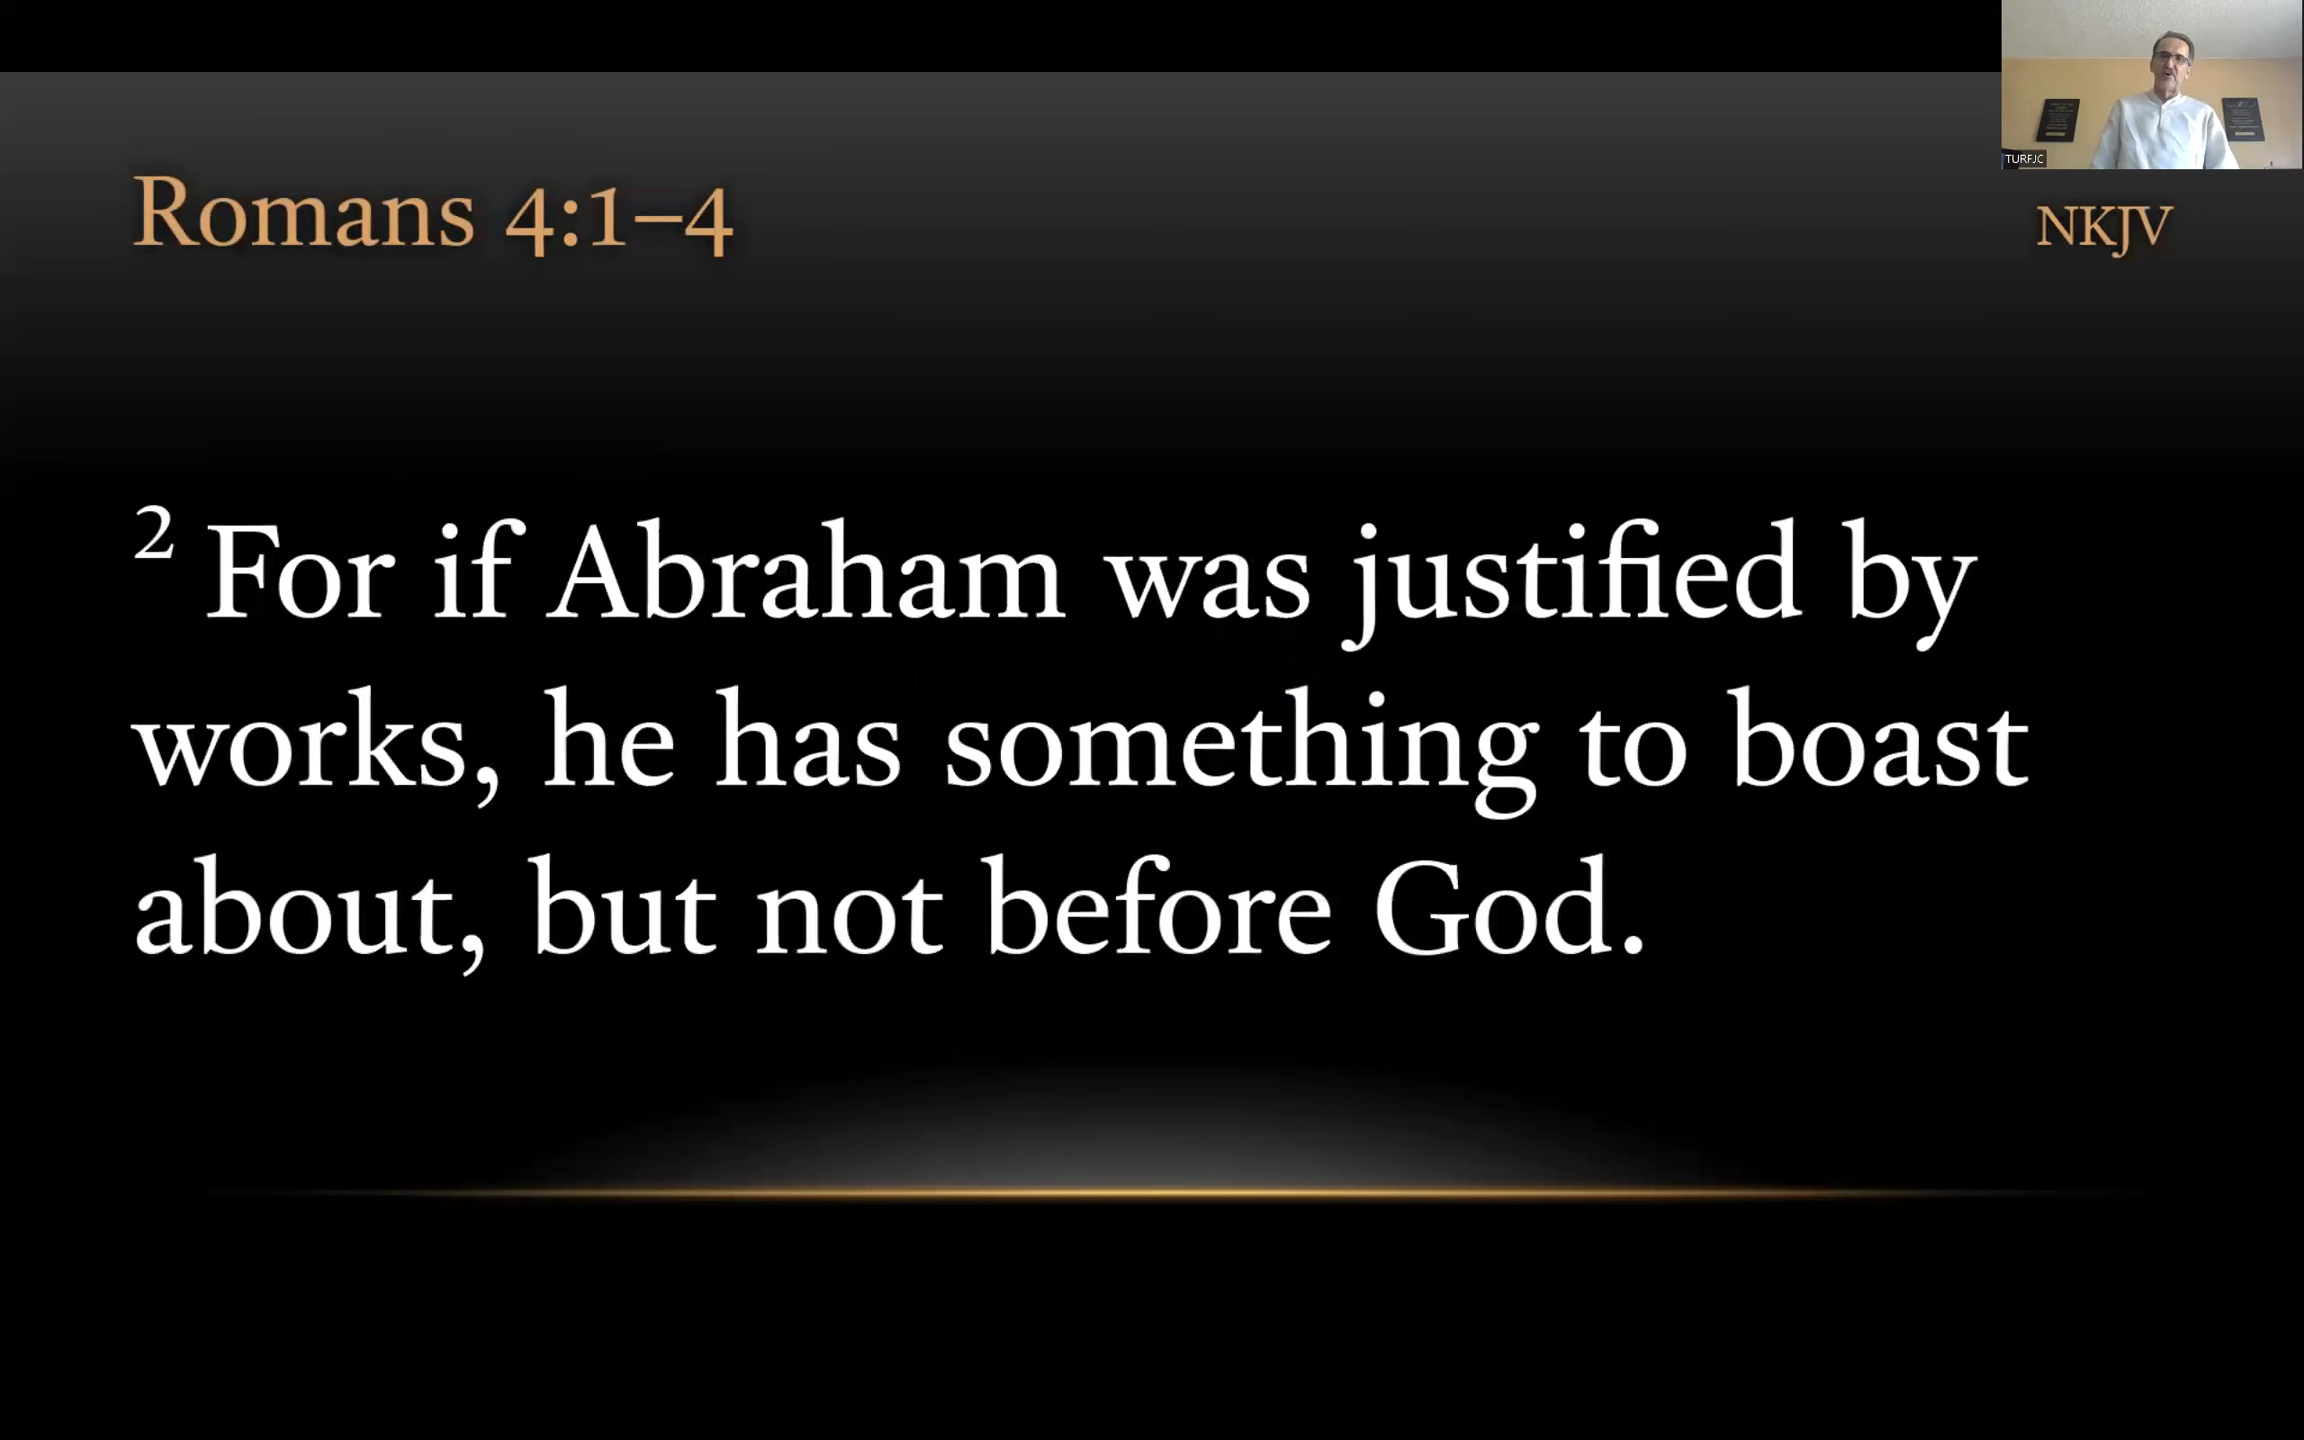 TURFJC
Romans 4:1–4
NKJV
2 For if Abraham was justified by
works, he has something to boast
about, but not before God.